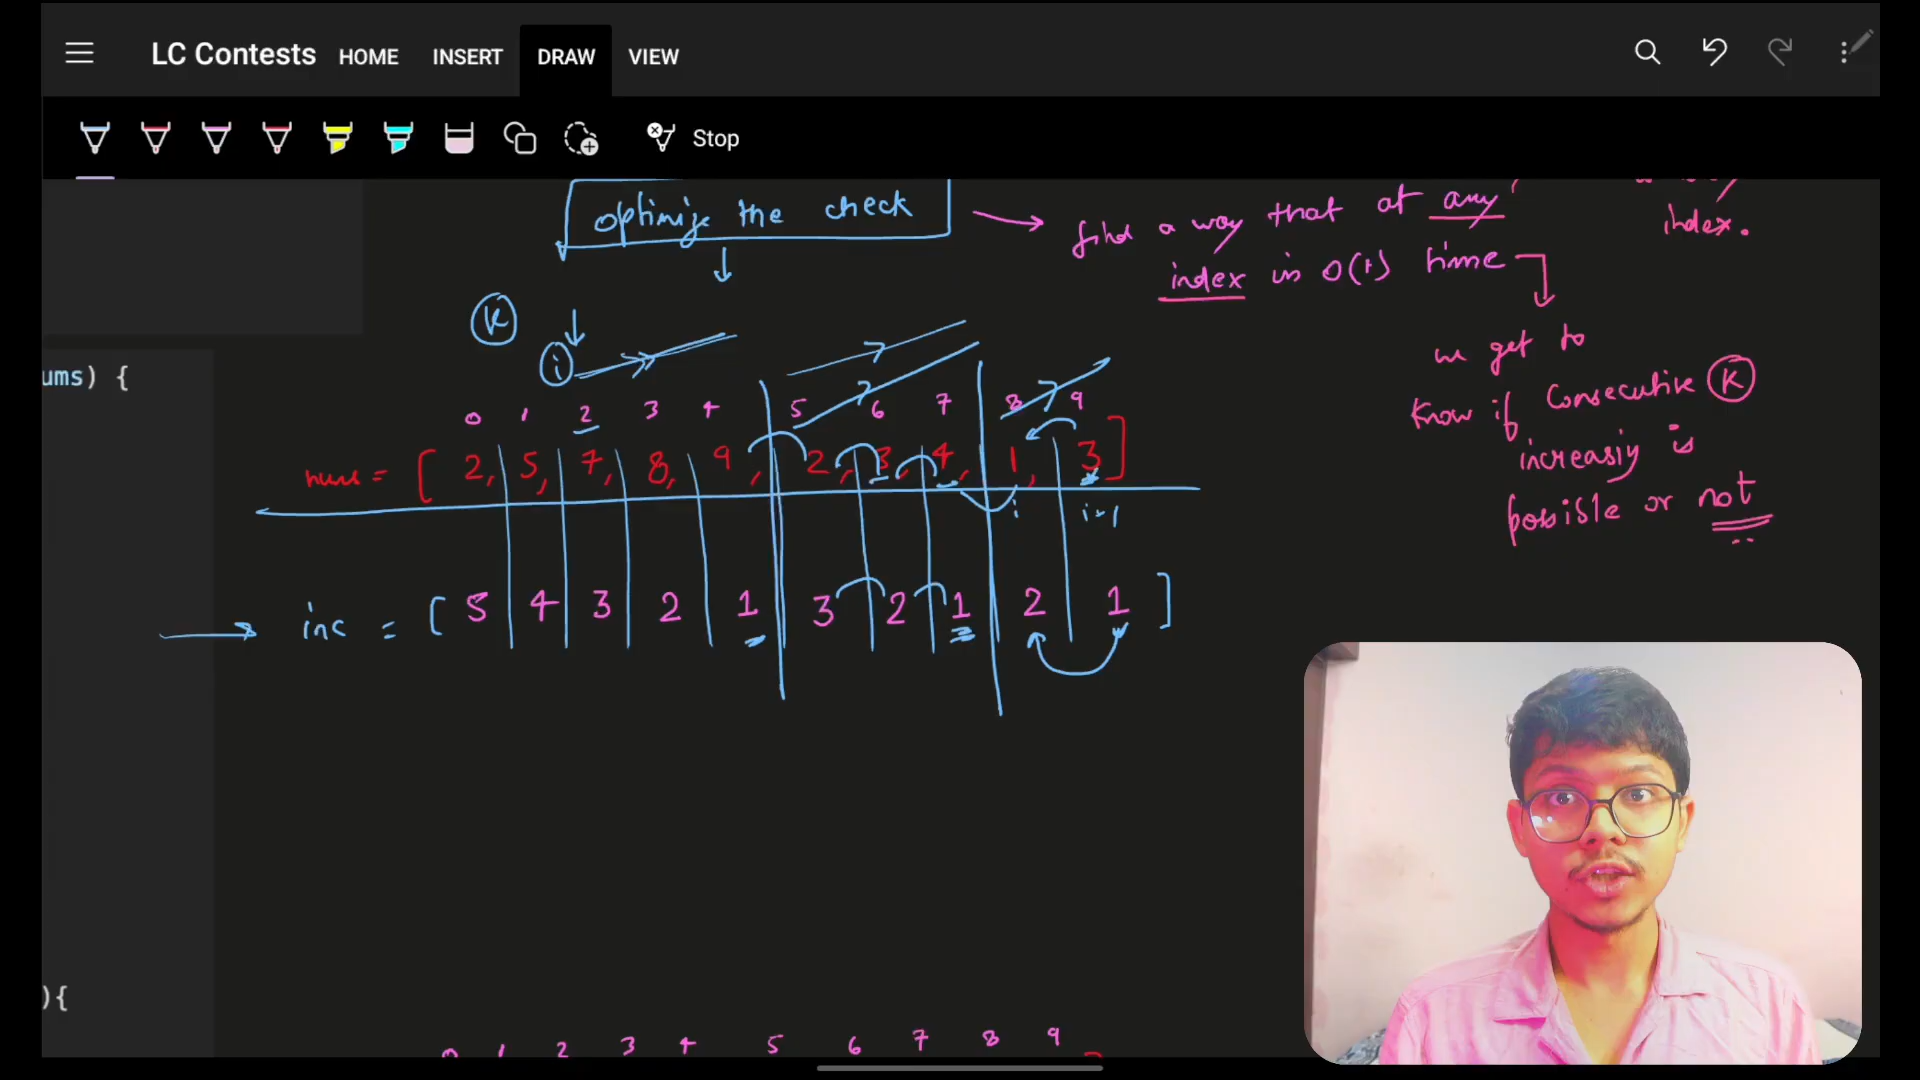 LC Contests HOME INSERT DRAW VIEW
Stop
optimize the check
find a way that at any
index in O(1) time
index.
we get to
know if Consecutive K
increasiy is
possible or not
K
i
ums) {
0 1 2 3 4 5 6 7 8 9
nums = [ 2, 5, 7, 8, 9, 2, 3, 4, 1, 3 ]
i i+1
inc = [ 5 4 3 2 1 3 2 1 2 1 ]
){
0 1 2 3 4 5 6 7 8 9